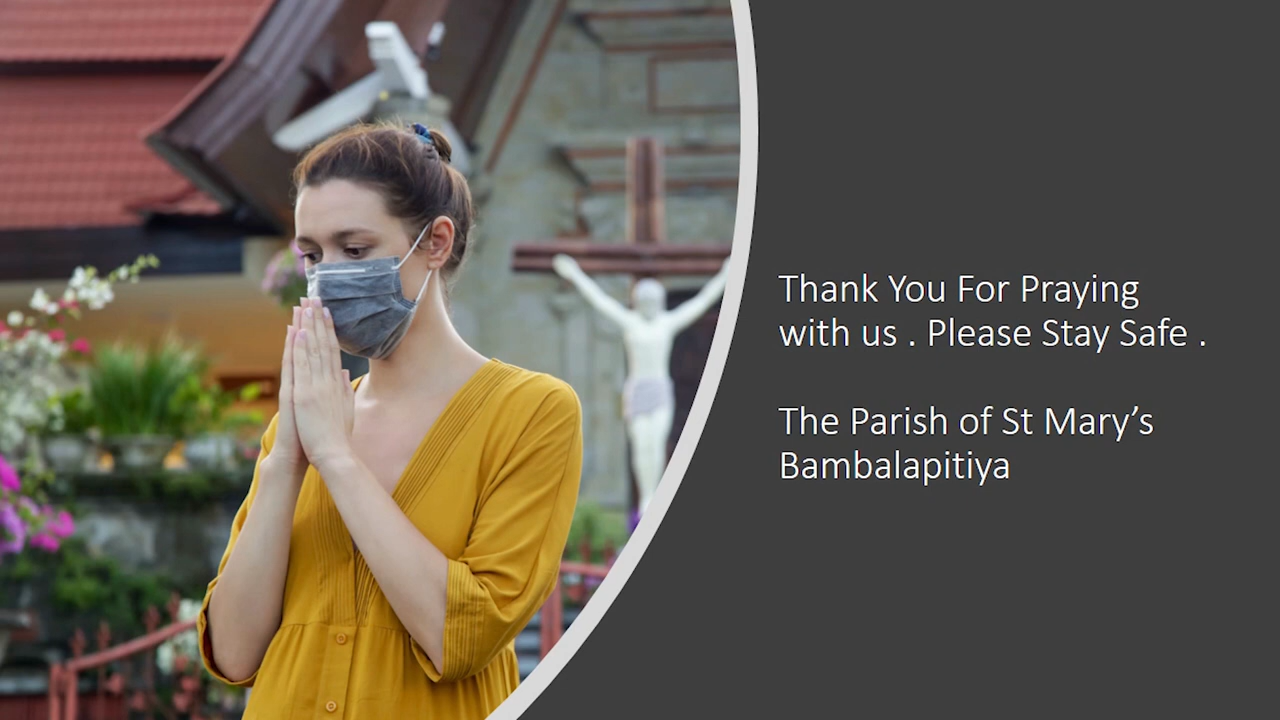 Thank You For Praying
with us . Please Stay Safe .
The Parish of St Mary’s
Bambalapitiya